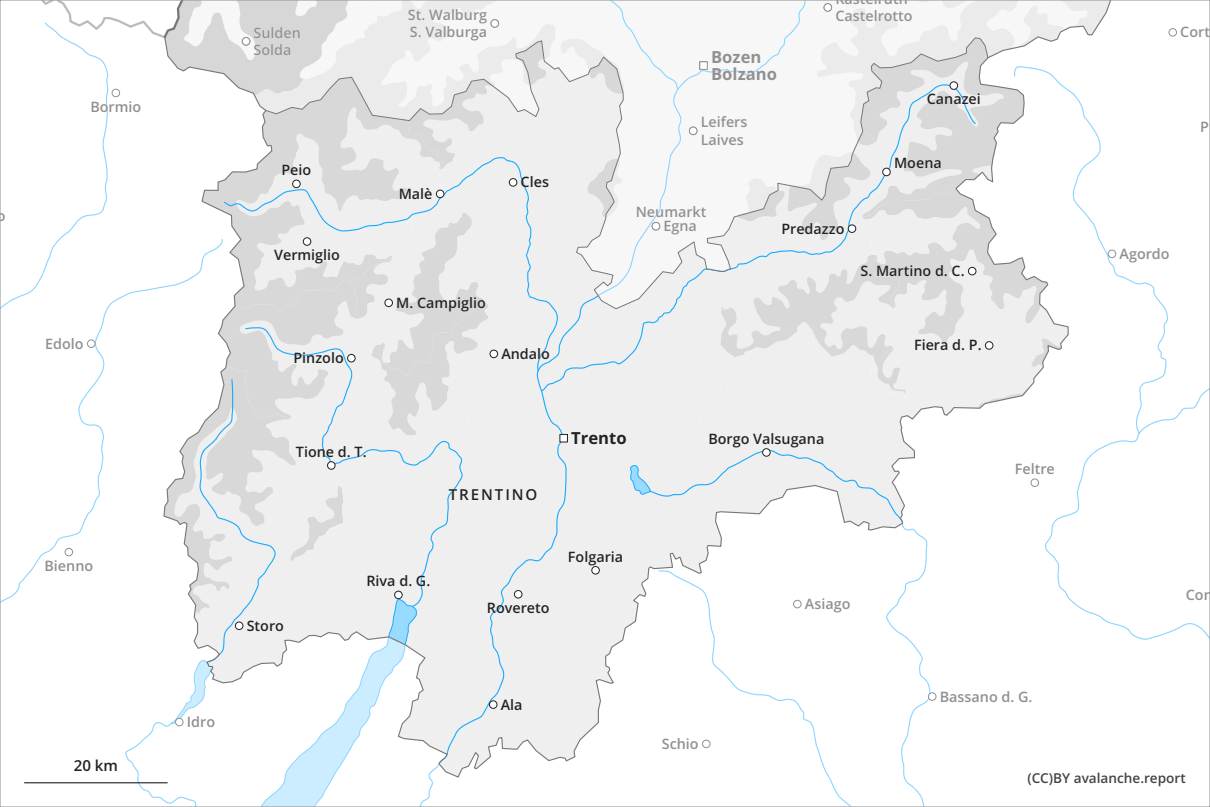 Kastelruth
Castelrotto
St. Walburg
S. Valburga
Sulden
Solda
Cort
Bozen
Bolzano
Canazei
Bormio
Leifers
Laives
P
Moena
Peio
Malè
Cles
Neumarkt
Egna
Predazzo
Vermiglio
Agordo
S. Martino d. C.
M. Campiglio
Edolo
Pinzolo
Andalo
Fiera d. P.
Trento
Borgo Valsugana
Tione d. T.
Feltre
TRENTINO
Folgaria
Bienno
Riva d. G.
Cor
Rovereto
Asiago
Storo
Bassano d. G.
Ala
Idro
Schio
20 km
(CC)BY avalanche.report